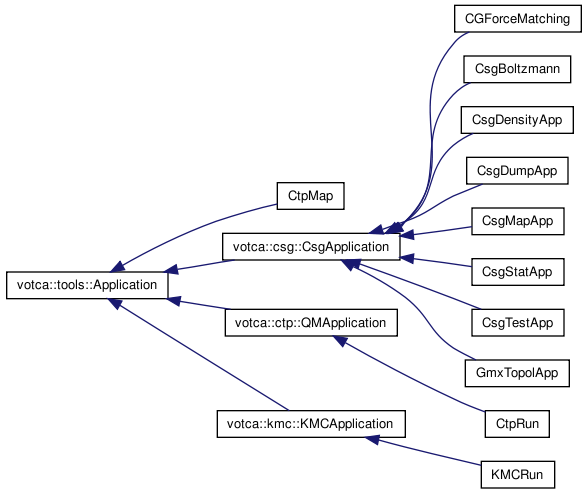 CGForceMatching
CsgBoltzmann
CsgDensityApp
CsgDumpApp
CtpMap
CsgMapApp
votca::csg::CsgApplication
CsgStatApp
votca::tools::Application
votca::ctp::QMApplication
CsgTestApp
GmxTopolApp
votca::kmc::KMCApplication
CtpRun
KMCRun